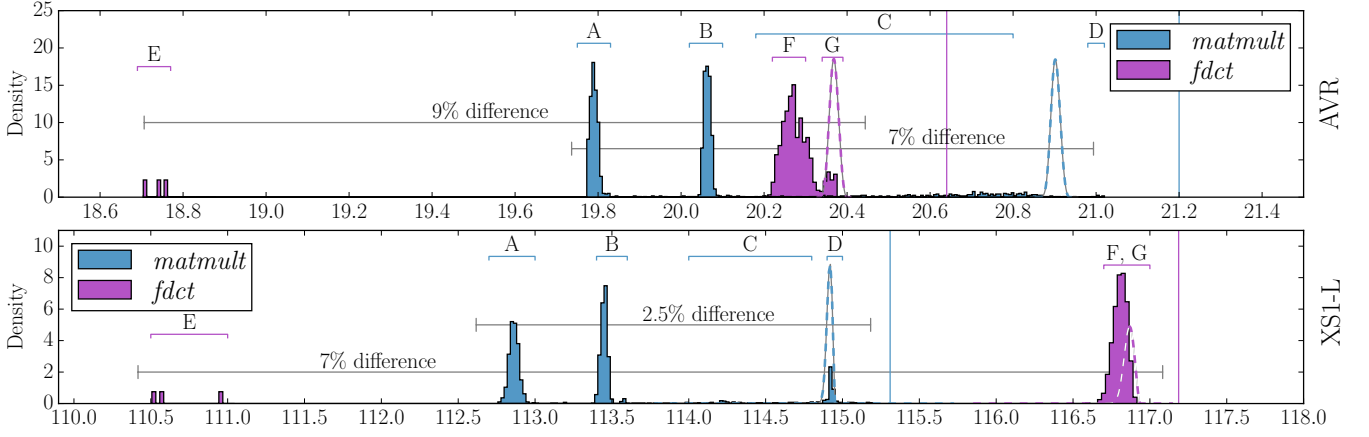 25
20
15
10
5
0
Density
E
A
B
F
G
C
D
9% difference
7% difference
matmult
fdct
AVR
18.6 18.8 19.0 19.2 19.4 19.6 19.8 20.0 20.2 20.4 20.6 20.8 21.0 21.2 21.4
10
8
6
4
2
0
Density
matmult
fdct
E
A
B
C
D
F, G
2.5% difference
7% difference
XS1-L
110.0 110.5 111.0 111.5 112.0 112.5 113.0 113.5 114.0 114.5 115.0 115.5 116.0 116.5 117.0 117.5 118.0